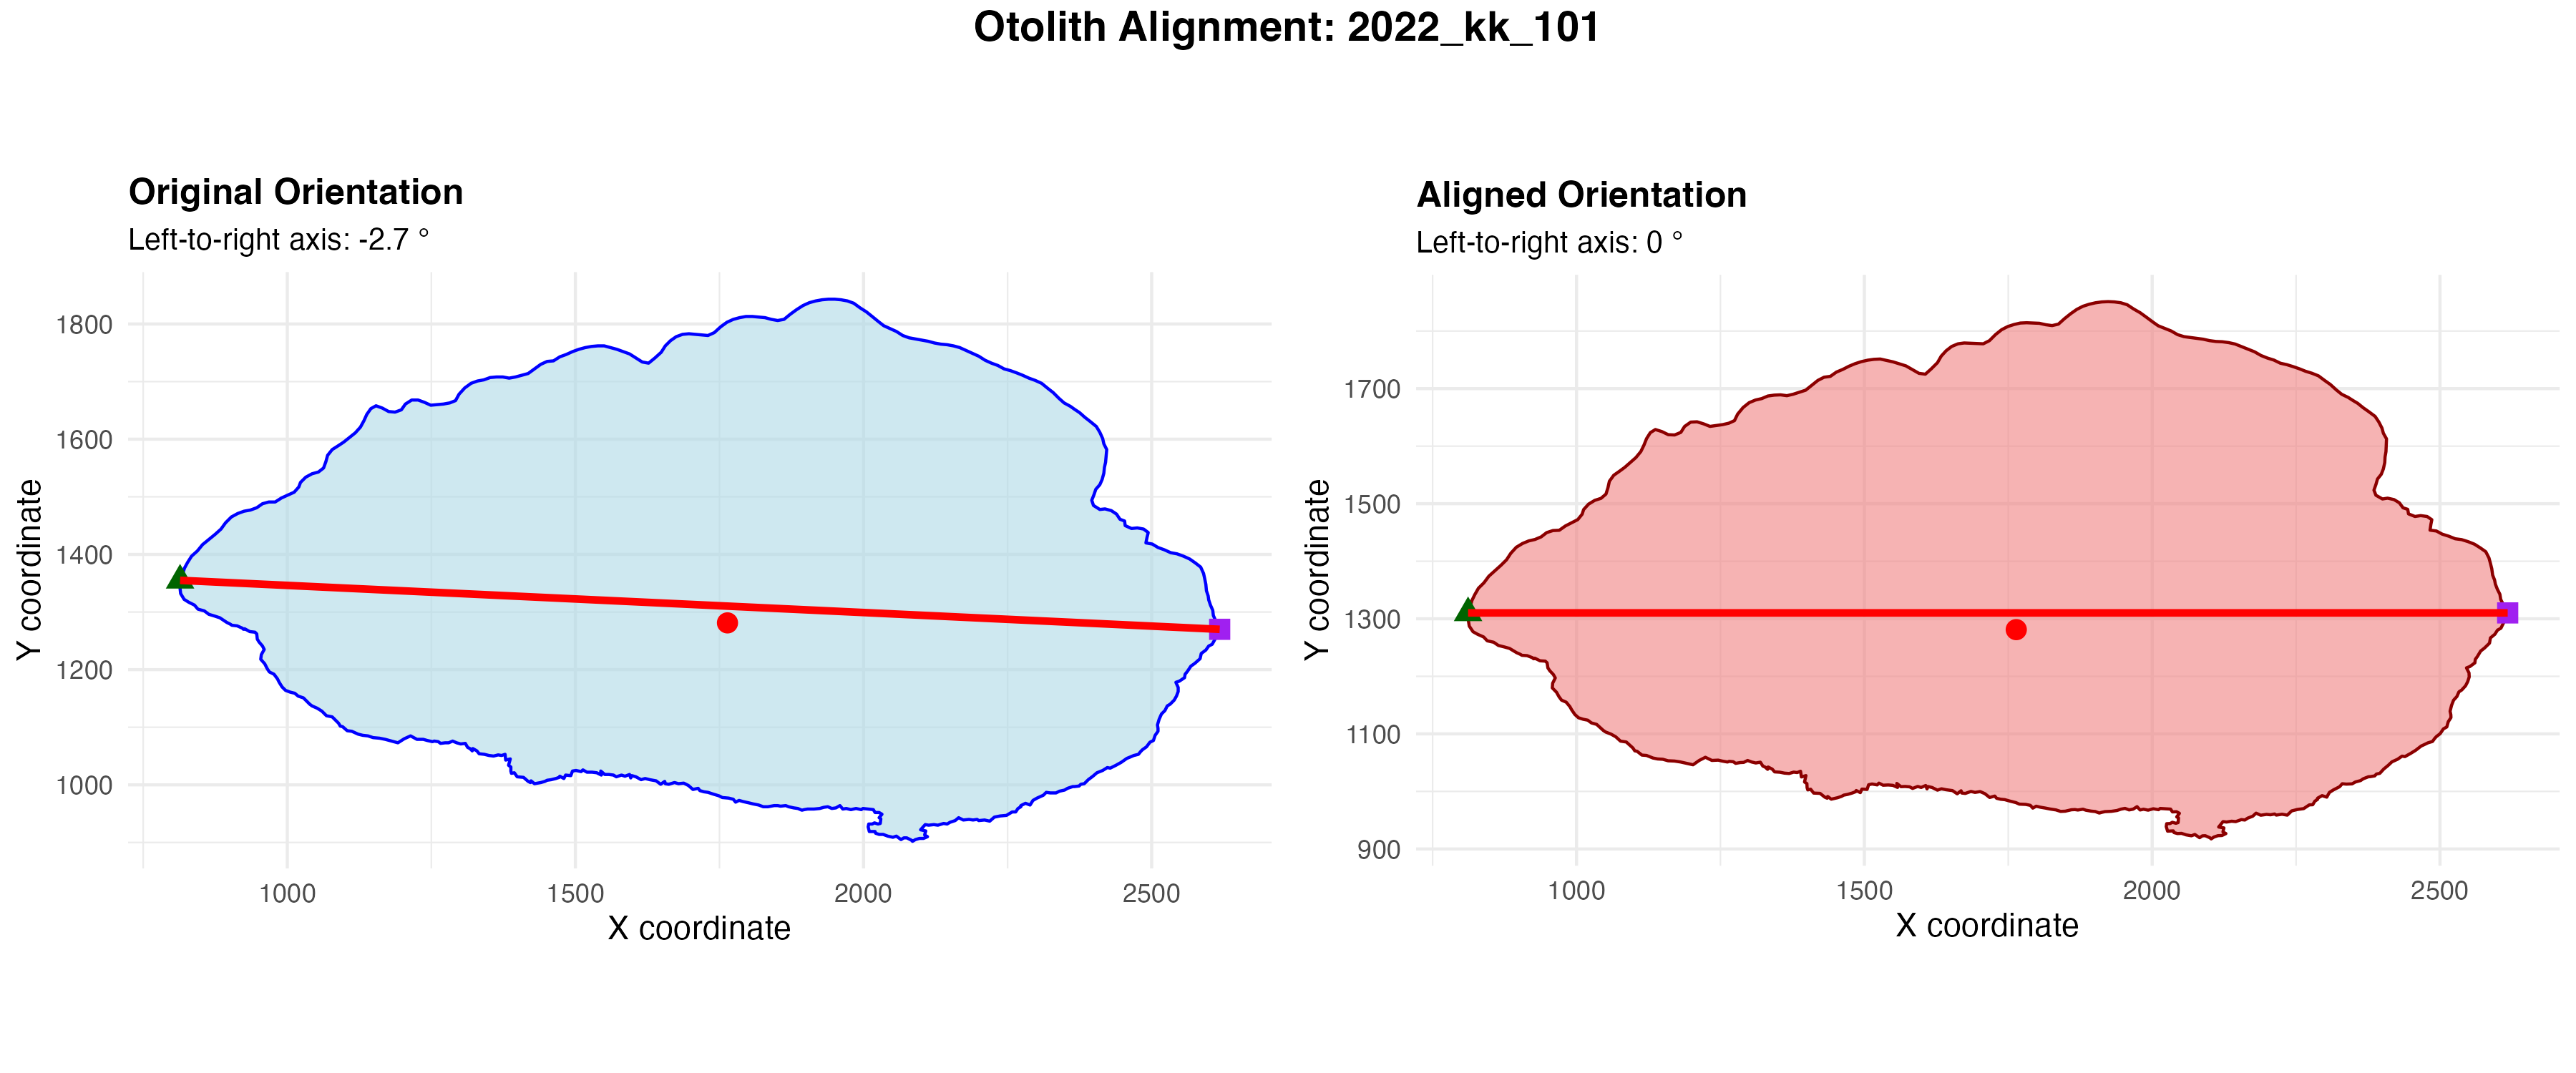 Otolith Alignment: 2022_kk_101
Original Orientation
Left-to-right axis: -2.7 °
1800
1600
1400
1200
1000
Y coordinate
1000 1500 2000 2500
X coordinate
Aligned Orientation
Left-to-right axis: 0 °
1700
1500
1300
1100
900
Y coordinate
1000 1500 2000 2500
X coordinate